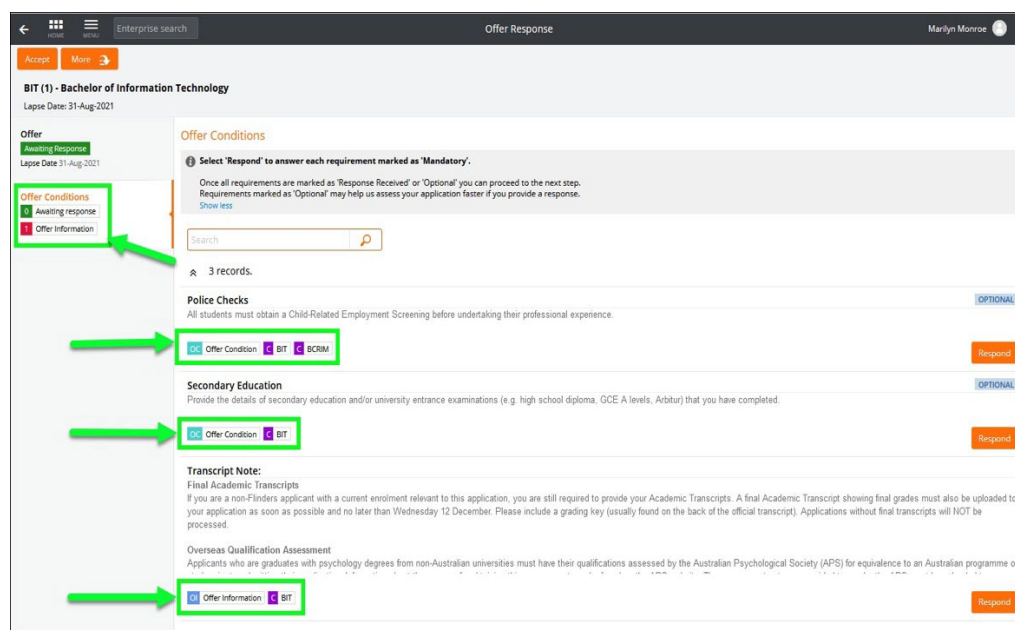 HOME
MENU
Enterprise search
Offer Response
Marilyn Monroe
Accept
More
BIT (1) - Bachelor of Information Technology
Lapse Date: 31-Aug-2021
Offer
Awaiting Response
Lapse Date 31-Aug-2021
Offer Conditions
0 Awaiting response
1 Offer Information
Offer Conditions
Select 'Respond' to answer each requirement marked as 'Mandatory'.
Once all requirements are marked as 'Response Received' or 'Optional' you can proceed to the next step.
Requirements marked as 'Optional' may help us assess your application faster if you provide a response.
Show less
Search
3 records.
Police Checks
OPTIONAL
All students must obtain a Child-Related Employment Screening before undertaking their professional experience.
OC Offer Condition C BIT C BCRIM
Respond
Secondary Education
OPTIONAL
Provide the details of secondary education and/or university entrance examinations (e.g. high school diploma, GCE A levels, Arbitur) that you have completed.
OC Offer Condition C BIT
Respond
Transcript Note:
Final Academic Transcripts
If you are a non-Flinders applicant with a current enrolment relevant to this application, you are still required to provide your Academic Transcripts. A final Academic Transcript showing final grades must also be uploaded to
your application as soon as possible and no later than Wednesday 12 December. Please include a grading key (usually found on the back of the official transcript). Applications without final transcripts will NOT be
processed.
Overseas Qualification Assessment
Applicants who are graduates with psychology degrees from non-Australian universities must have their qualifications assessed by the Australian Psychological Society (APS) for equivalence to an Australian programme o
OI Offer Information C BIT
Respond